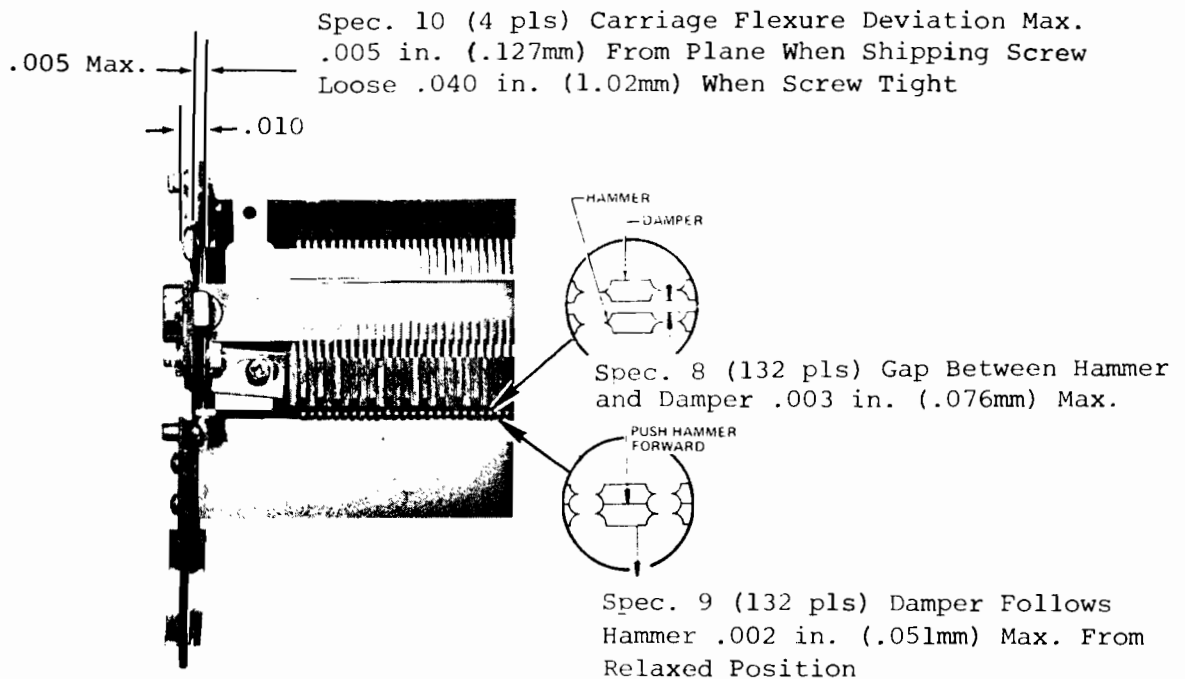 Spec. 10 (4 pls) Carriage Flexure Deviation Max.
.005 in. (.127mm) From Plane When Shipping Screw
Loose .040 in. (1.02mm) When Screw Tight
.005 Max.
.010
HAMMER
DAMPER
Spec. 8 (132 pls) Gap Between Hammer
and Damper .003 in. (.076mm) Max.
PUSH HAMMER
FORWARD
Spec. 9 (132 pls) Damper Follows
Hammer .002 in. (.051mm) Max. From
Relaxed Position